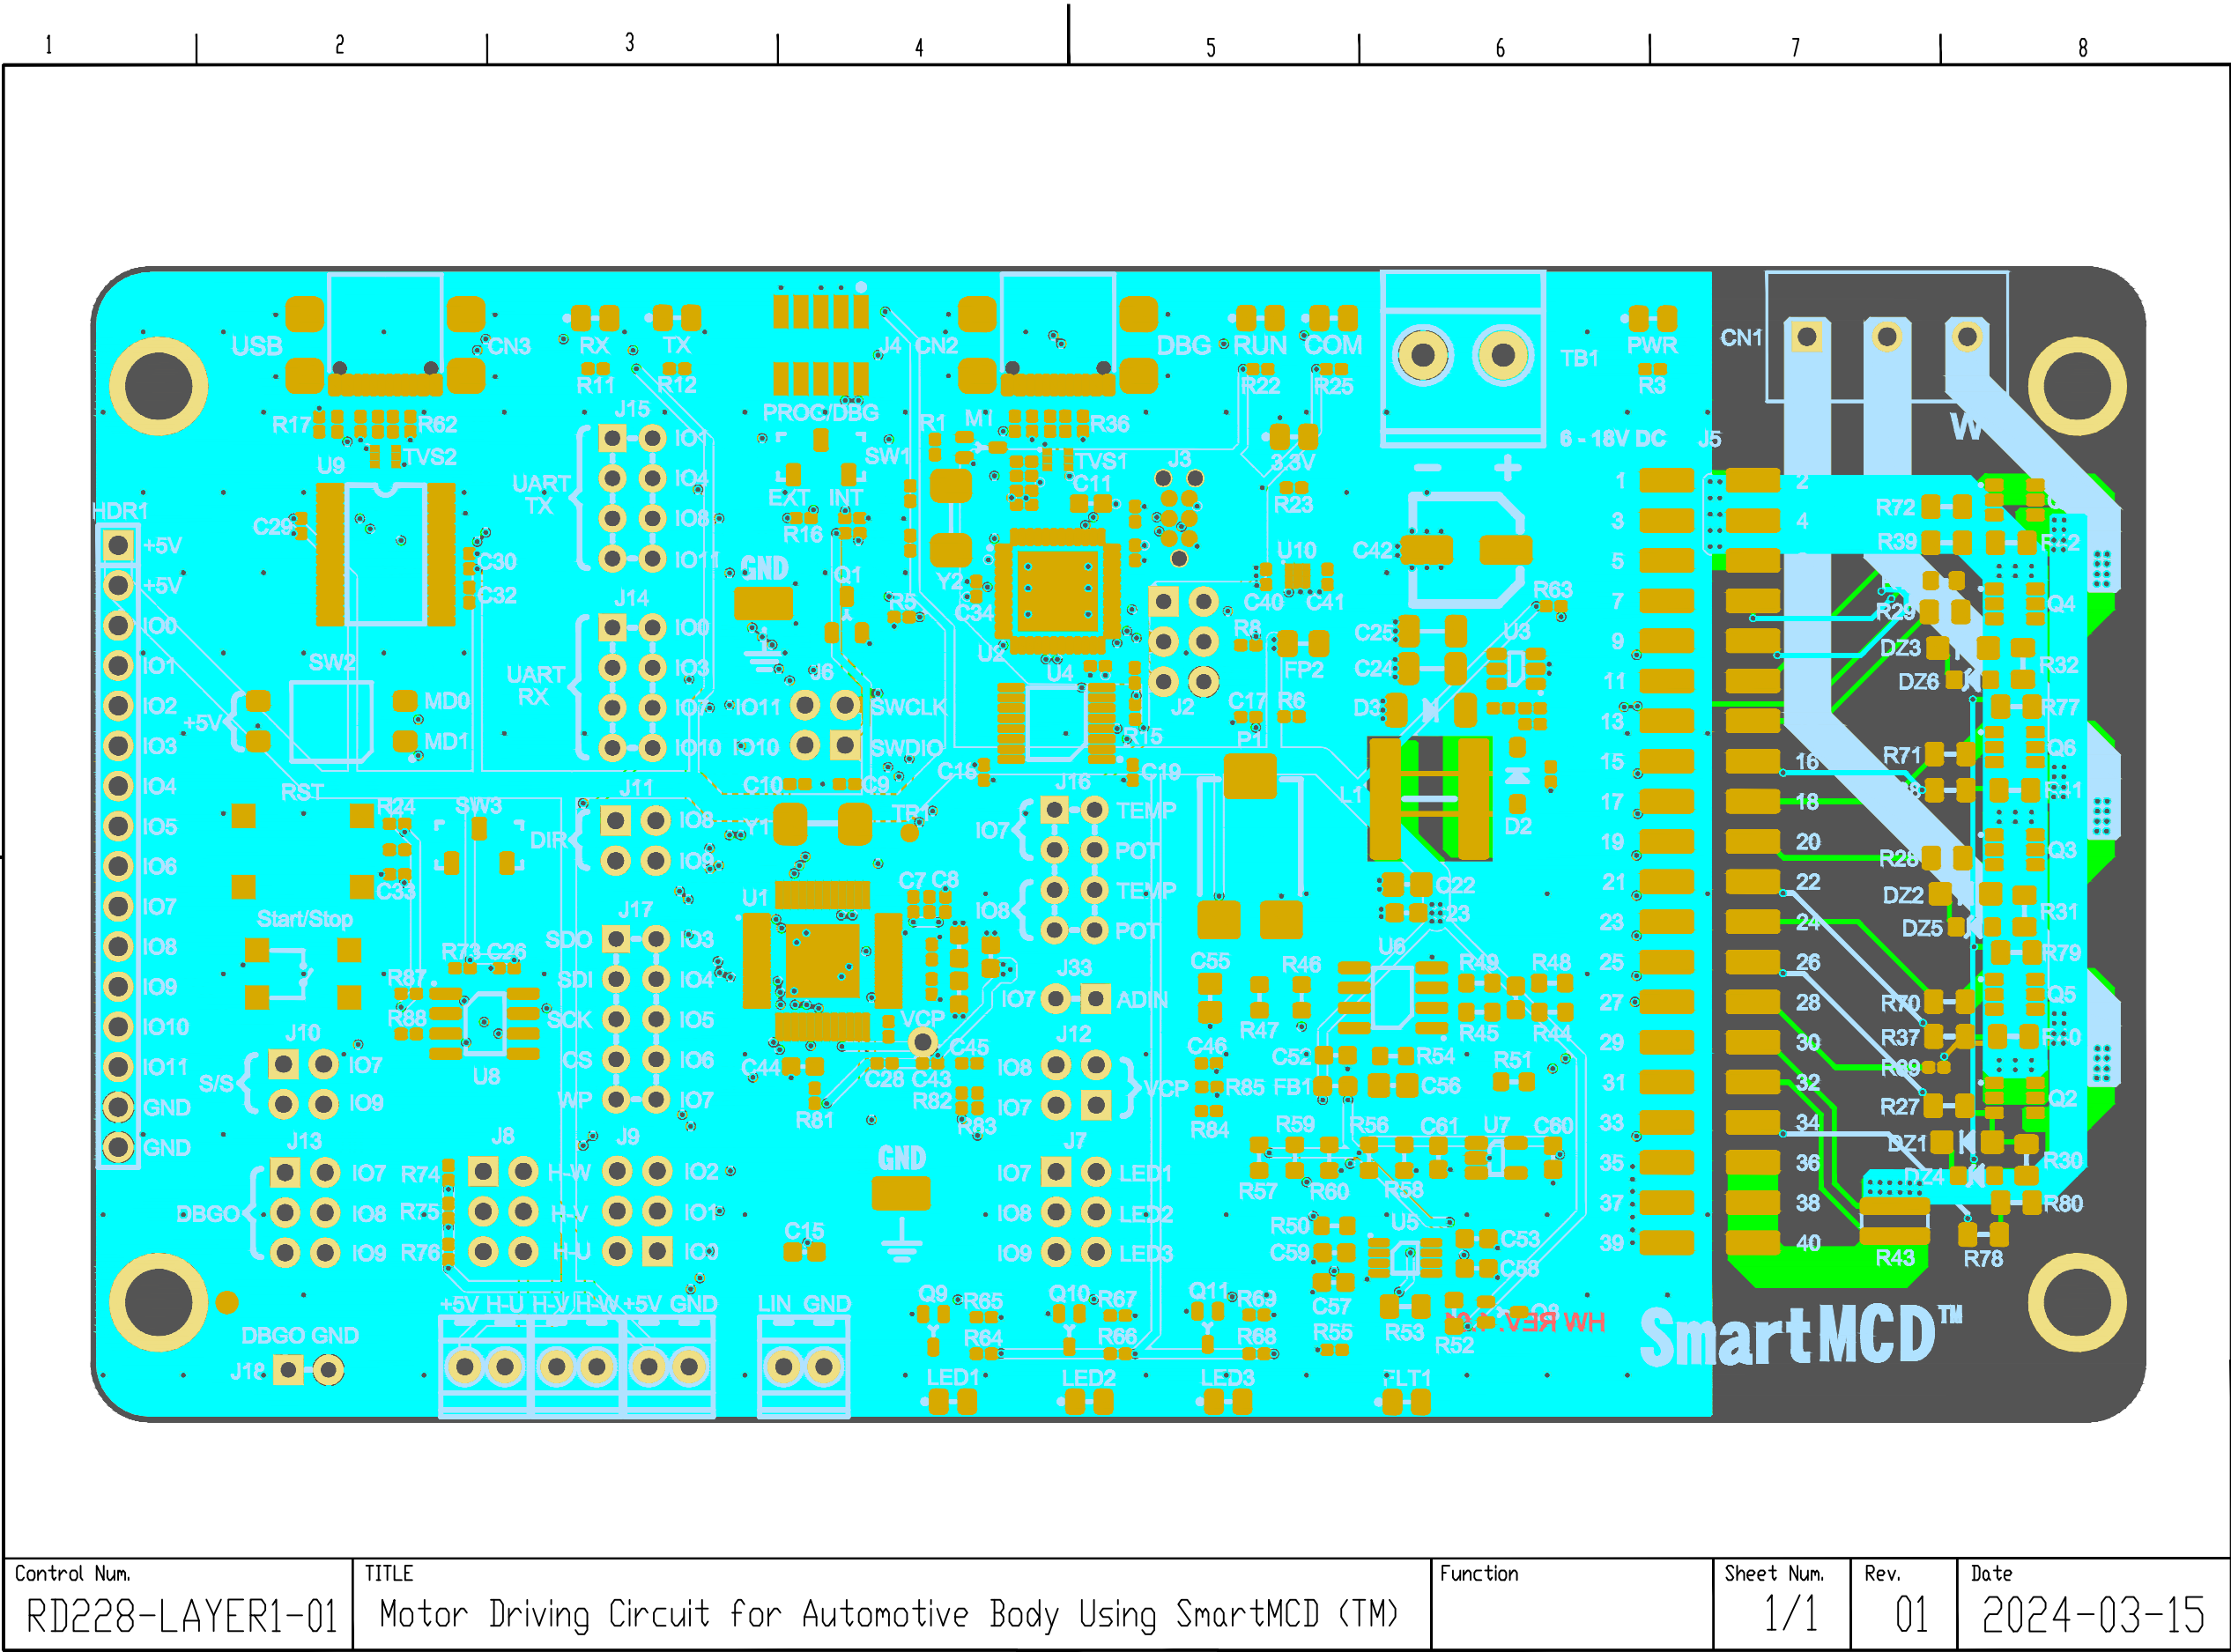 1 2 3 4 5 6 7 8
USB CN3 RX TX J4 CN2 DBG RUN COM TB1 PWR CN1
R11 R12 R22 R25 R3
J15 PROC/DBG
R17 R62 IO1 R1 M1 R36 6 - 18V DC J5 W
U9 TVS2 SW1 TVS1 J3 3.3V − +
UART TX IO4 EXT INT C11 R23 1 2
HDR1 IO8 R16 3 4 R72
C29 IO11 U10 C42 5 R39
+5V C30 GND Y2
+5V C32 Q1 C34 C40 C41 R63 7 Q4
J14 R5 R29
IO0 IO0 R8 C25 U3 9
IO1 SW2 UART RX IO3 U2 U4 FP2 C24 11 DZ3 R32
IO2 MD0 IO7 J6 IO11 SWCLK J2 C17 R6 D3 DZ6
+5V 13 R77
IO3 MD1 IO10 IO10 SWDIO R15 P1 15 16 R71 Q6
IO4 RST C10 C9 C19 L1 17 18
R24 SW3 J11 J16
IO5 DIR IO8 Y1 TP1 IO7 TEMP D2
IO6 IO9 POT 19 20 R28 Q3
IO7 C33 U1 C7 C8 IO8 TEMP C22 21 22 DZ2
IO8 Start/Stop J17 SDO IO3 POT 23 23 24 R31 DZ5
IO9 R73 C26 SDI IO4 J33 C55 R46 U6 R49 R48 25 26 R79
IO10 R87 SCK IO5 IO7 ADIN 27 28 R70 Q5
R88 VCP J12 R47 R45 R44
IO11 J10 U8 CS IO6 C44 C28 C43 C45 IO8 C46 C52 R54 R51 29 30 R37
S/S IO7 IO9 WP IO7 R81 R82 R83 IO7 VCP R85 R84 FB1 C56 31 32 R27 Q2
GND
GND J13 J8 J9 GND J7 R59 R56 C61 U7 C60 33 34 DZ1
DBGO IO7 R74 H-W IO2 IO7 LED1 R57 R60 R58 35 36 DZ4 R30
IO8 R75 H-V IO1 IO8 LED2 R50 U5 C53 37 38 R80
IO9 R76 H-U IO0 C15 IO9 LED3 C59 C58 39 40 R43 R78
+5V H-U H-V H-W +5V GND LIN GND Q9 R65 Q10 R67 Q11 R69 C57 R53 R52
DBGO GND R64 R66 R68 R55 SmartMCD™
J18 LED1 LED2 LED3 FLT1
Control Num. TITLE Function Sheet Num. Rev. Date
RD228-LAYER1-01 Motor Driving Circuit for Automotive Body Using SmartMCD (TM) 1/1 01 2024-03-15